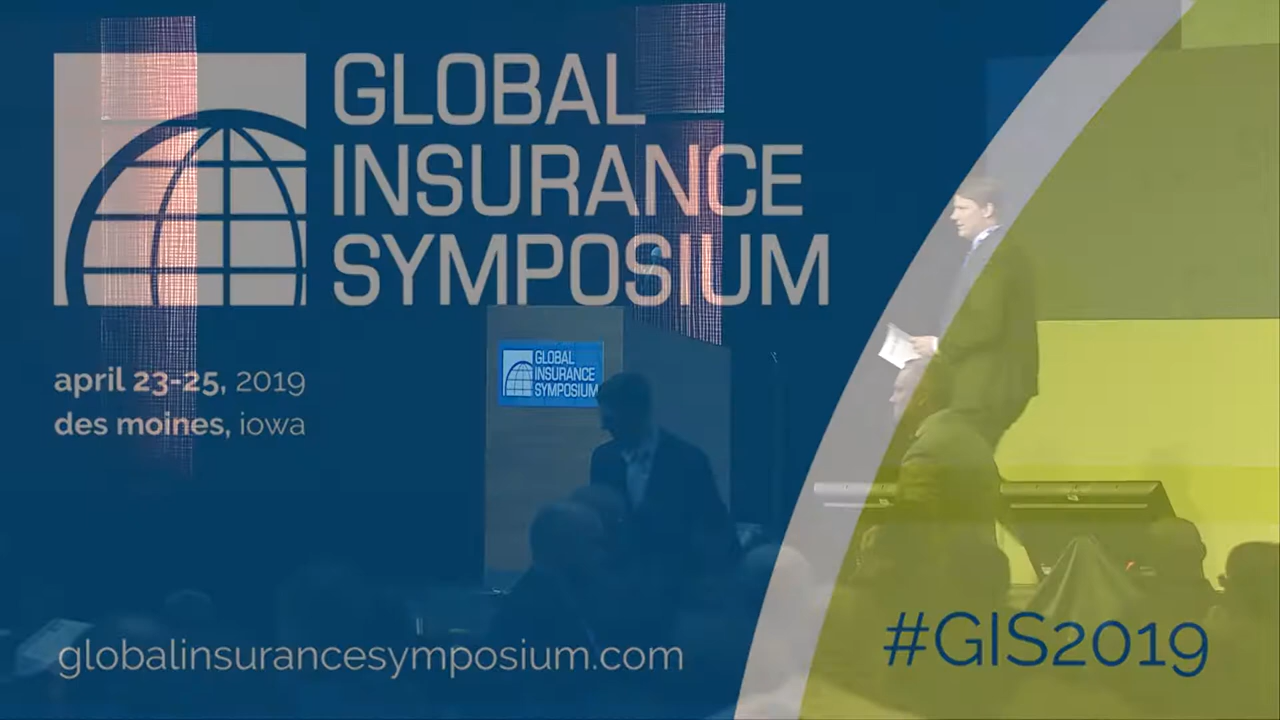 GLOBAL
INSURANCE
SYMPOSIUM
april 23-25, 2019
des moines, iowa
GLOBAL
INSURANCE
SYMPOSIUM
globalinsurancesymposium.com
#GIS2019